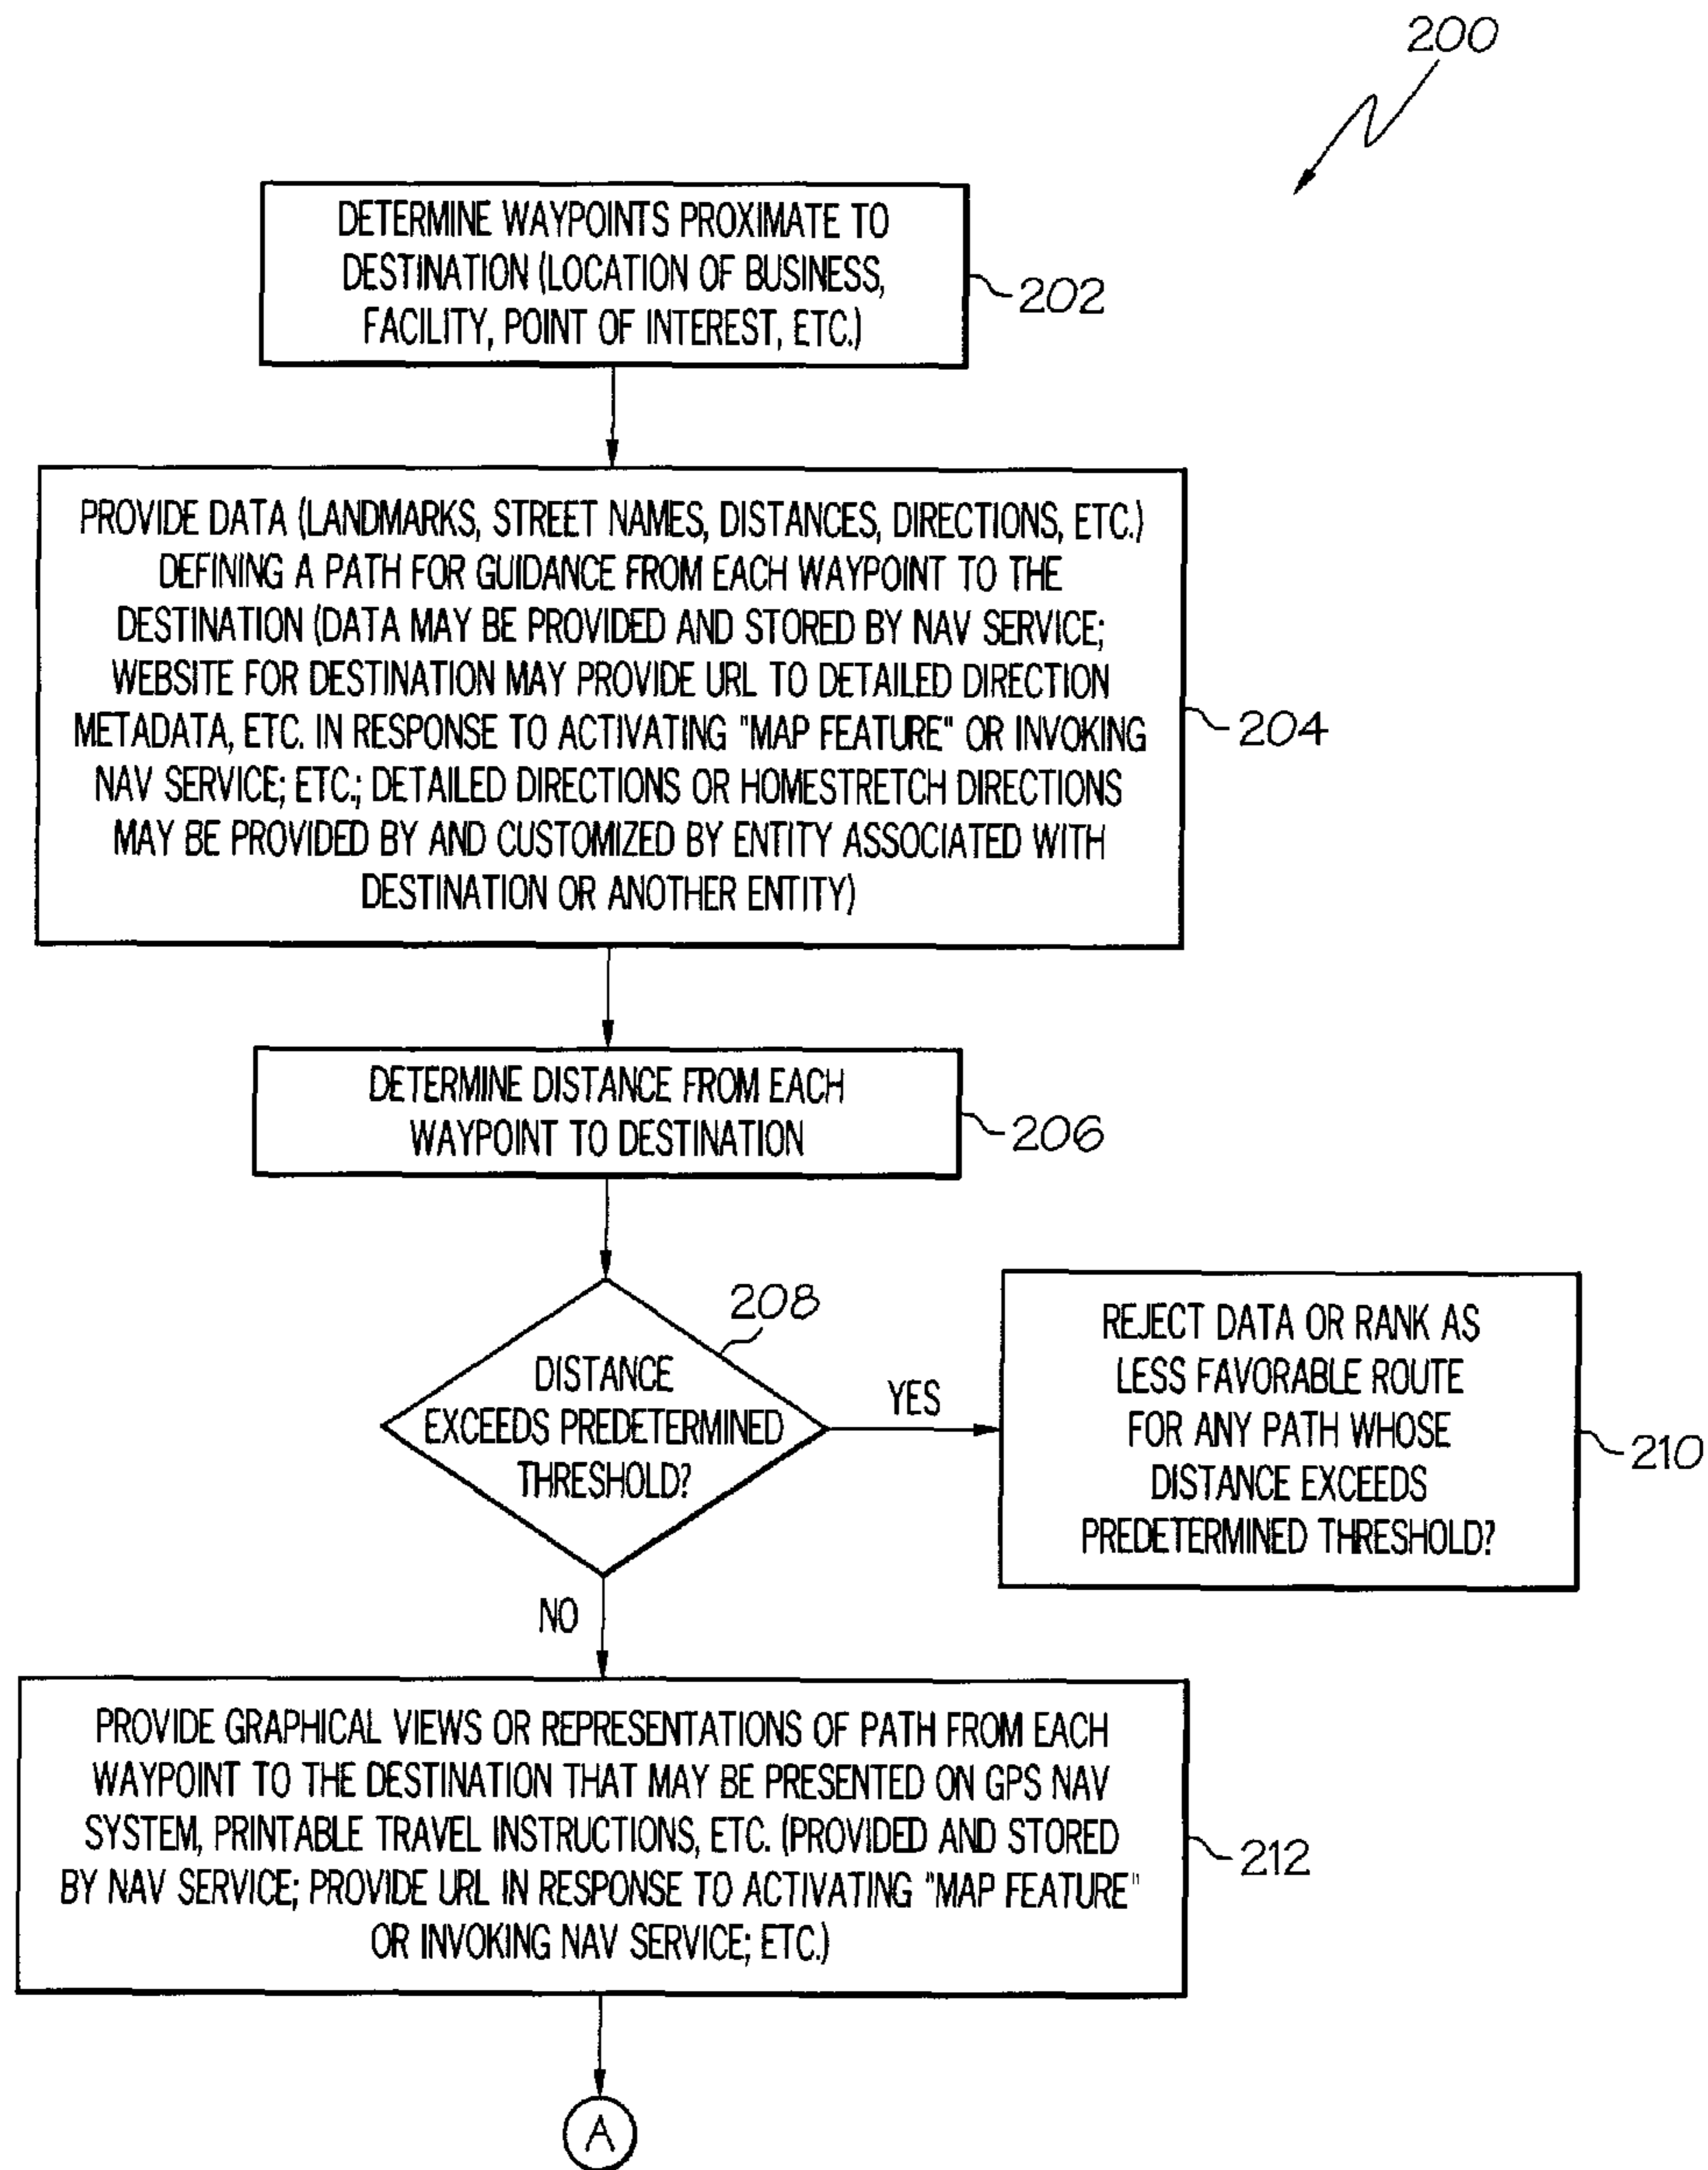 200
DETERMINE WAYPOINTS PROXIMATE TO
DESTINATION (LOCATION OF BUSINESS,
FACILITY, POINT OF INTEREST, ETC.)
202
PROVIDE DATA (LANDMARKS, STREET NAMES, DISTANCES, DIRECTIONS, ETC.)
DEFINING A PATH FOR GUIDANCE FROM EACH WAYPOINT TO THE
DESTINATION (DATA MAY BE PROVIDED AND STORED BY NAV SERVICE;
WEBSITE FOR DESTINATION MAY PROVIDE URL TO DETAILED DIRECTION
METADATA, ETC. IN RESPONSE TO ACTIVATING "MAP FEATURE" OR INVOKING
NAV SERVICE; ETC.; DETAILED DIRECTIONS OR HOMESTRETCH DIRECTIONS
MAY BE PROVIDED BY AND CUSTOMIZED BY ENTITY ASSOCIATED WITH
DESTINATION OR ANOTHER ENTITY)
204
DETERMINE DISTANCE FROM EACH
WAYPOINT TO DESTINATION
206
208
DISTANCE
EXCEEDS PREDETERMINED
THRESHOLD?
YES
REJECT DATA OR RANK AS
LESS FAVORABLE ROUTE
FOR ANY PATH WHOSE
DISTANCE EXCEEDS
PREDETERMINED THRESHOLD?
210
NO
PROVIDE GRAPHICAL VIEWS OR REPRESENTATIONS OF PATH FROM EACH
WAYPOINT TO THE DESTINATION THAT MAY BE PRESENTED ON GPS NAV
SYSTEM, PRINTABLE TRAVEL INSTRUCTIONS, ETC. (PROVIDED AND STORED
BY NAV SERVICE; PROVIDE URL IN RESPONSE TO ACTIVATING "MAP FEATURE"
OR INVOKING NAV SERVICE; ETC.)
212
A